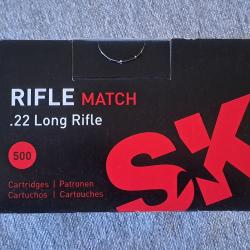 RIFLE MATCH
.22 Long Rifle
500
SK
Cartridges | Patronen
Cartuchos | Cartouches